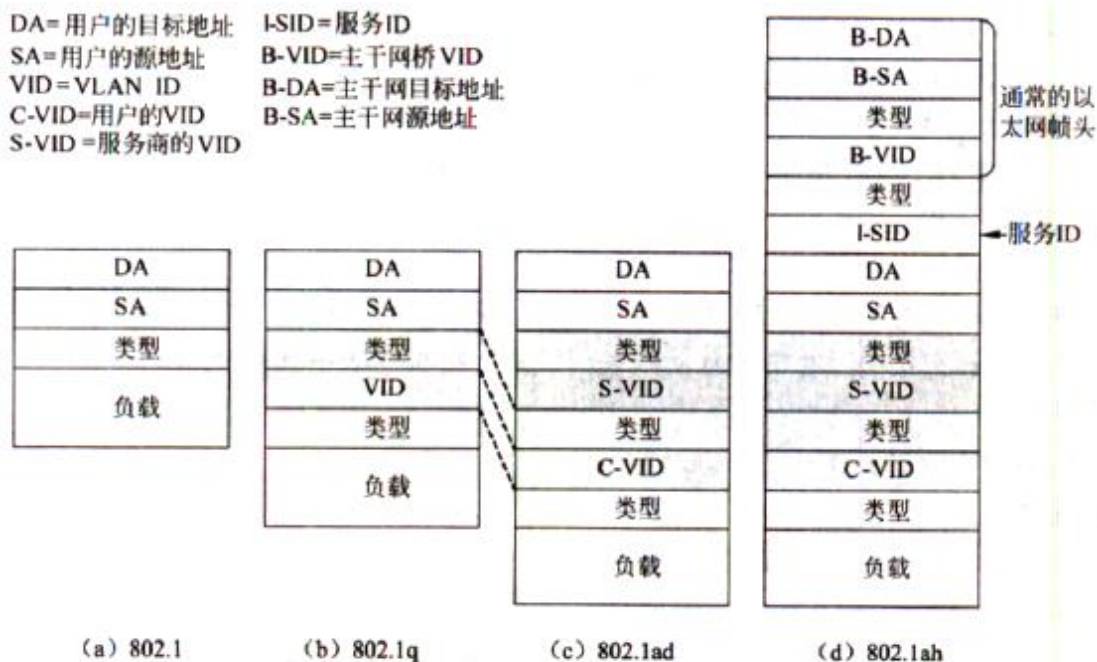 DA=用户的目标地址
SA=用户的源地址
VID=VLAN ID
C-VID=用户的VID
S-VID=服务商的VID
I-SID=服务ID
B-VID=主干网桥VID
B-DA=主干网目标地址
B-SA=主干网源地址
DA
SA
类型
负载
(a) 802.1
DA
SA
类型
VID
类型
负载
(b) 802.1q
DA
SA
类型
S-VID
类型
C-VID
类型
负载
(c) 802.1ad
B-DA
B-SA
类型
B-VID
类型
I-SID
DA
SA
类型
S-VID
类型
C-VID
类型
负载
(d) 802.1ah
通常的以
太网帧头
服务ID